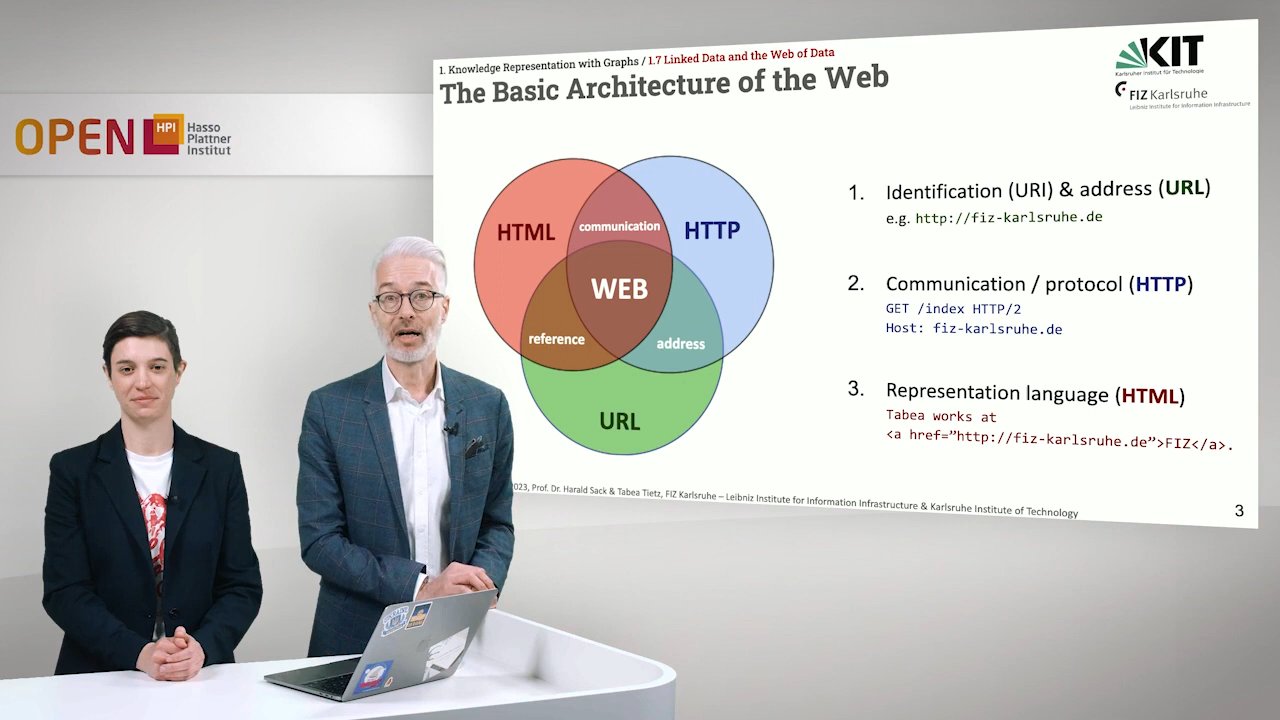 OPEN HPI Hasso
Plattner
Institut
1. Knowledge Representation with Graphs / 1.7 Linked Data and the Web of Data
The Basic Architecture of the Web
KIT
Karlsruher Institut für Technologie
FIZ Karlsruhe
Leibniz Institute for Information Infrastructure
HTML
communication
HTTP
WEB
reference
address
URL
1. Identification (URI) & address (URL)
e.g. http://fiz-karlsruhe.de
2. Communication / protocol (HTTP)
GET /index HTTP/2
Host: fiz-karlsruhe.de
3. Representation language (HTML)
Tabea works at
<a href=”http://fiz-karlsruhe.de”>FIZ</a>.
2023, Prof. Dr. Harald Sack & Tabea Tietz, FIZ Karlsruhe – Leibniz Institute for Information Infrastructure & Karlsruhe Institute of Technology
3